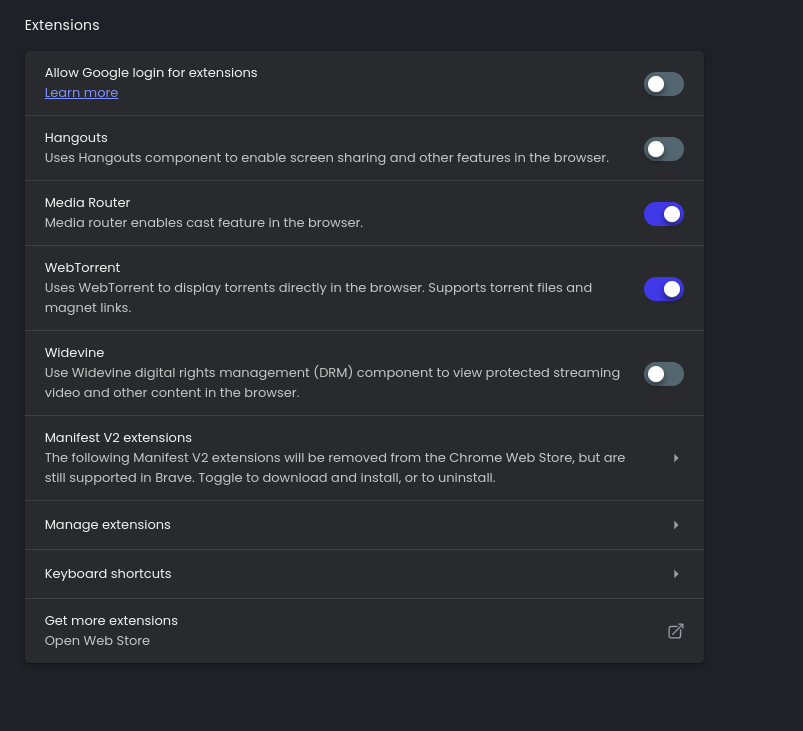 Extensions
Allow Google login for extensions
Learn more
Hangouts
Uses Hangouts component to enable screen sharing and other features in the browser.
Media Router
Media router enables cast feature in the browser.
WebTorrent
Uses WebTorrent to display torrents directly in the browser. Supports torrent files and
magnet links.
Widevine
Use Widevine digital rights management (DRM) component to view protected streaming
video and other content in the browser.
Manifest V2 extensions
The following Manifest V2 extensions will be removed from the Chrome Web Store, but are
still supported in Brave. Toggle to download and install, or to uninstall.
Manage extensions
Keyboard shortcuts
Get more extensions
Open Web Store